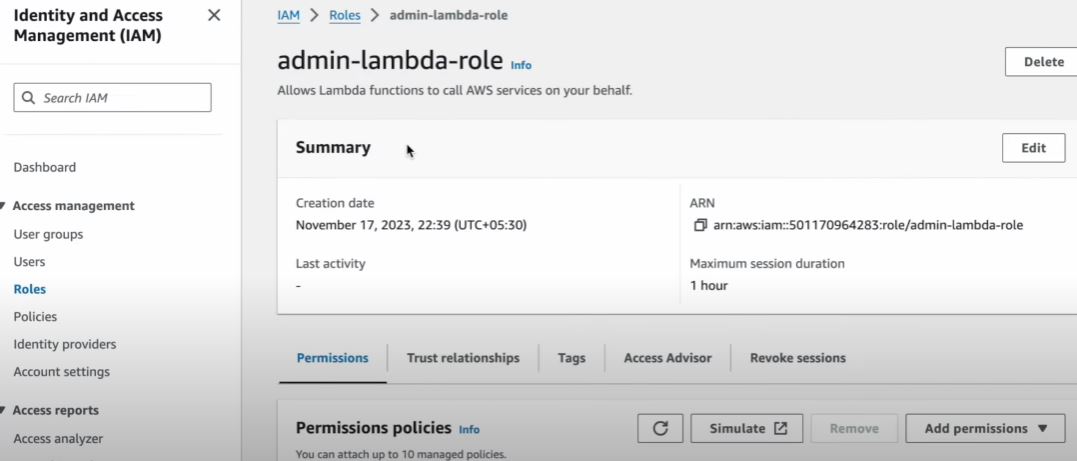 Identity and Access
Management (IAM)
Search IAM
Dashboard
Access management
User groups
Users
Roles
Policies
Identity providers
Account settings
Access reports
Access analyzer
IAM > Roles > admin-lambda-role
admin-lambda-role Info
Delete
Allows Lambda functions to call AWS services on your behalf.
Summary
Edit
Creation date
November 17, 2023, 22:39 (UTC+05:30)
ARN
arn:aws:iam::501170964283:role/admin-lambda-role
Last activity
-
Maximum session duration
1 hour
Permissions Trust relationships Tags Access Advisor Revoke sessions
Permissions policies Info
Simulate Remove Add permissions
You can attach up to 10 managed policies.